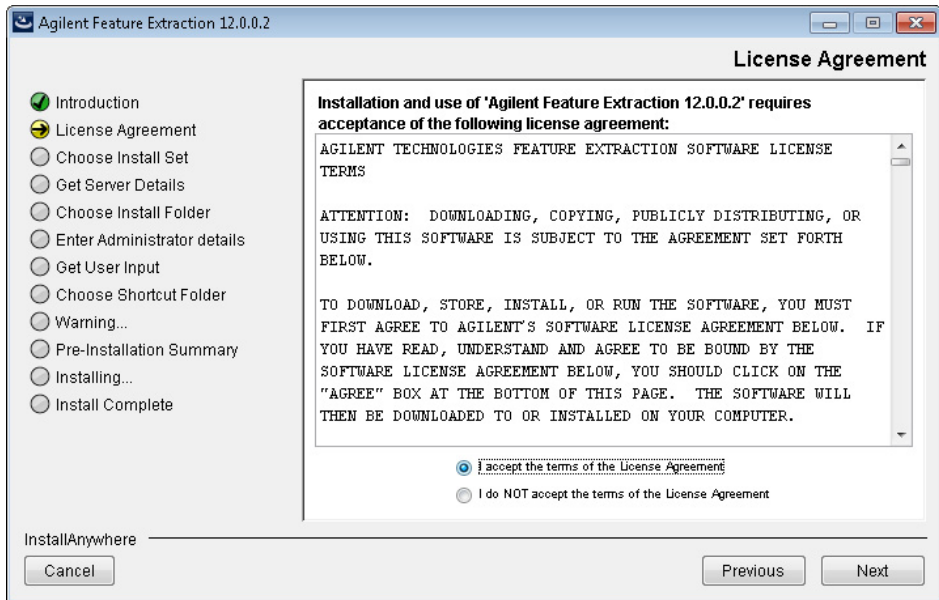 Agilent Feature Extraction 12.0.0.2
License Agreement
Introduction
License Agreement
Choose Install Set
Get Server Details
Choose Install Folder
Enter Administrator details
Get User Input
Choose Shortcut Folder
Warning...
Pre-Installation Summary
Installing...
Install Complete
Installation and use of 'Agilent Feature Extraction 12.0.0.2' requires
acceptance of the following license agreement:
AGILENT TECHNOLOGIES FEATURE EXTRACTION SOFTWARE LICENSE
TERMS
ATTENTION:  DOWNLOADING, COPYING, PUBLICLY DISTRIBUTING, OR
USING THIS SOFTWARE IS SUBJECT TO THE AGREEMENT SET FORTH
BELOW.
TO DOWNLOAD, STORE, INSTALL, OR RUN THE SOFTWARE, YOU MUST
FIRST AGREE TO AGILENT'S SOFTWARE LICENSE AGREEMENT BELOW.  IF
YOU HAVE READ, UNDERSTAND AND AGREE TO BE BOUND BY THE
SOFTWARE LICENSE AGREEMENT BELOW, YOU SHOULD CLICK ON THE
"AGREE" BOX AT THE BOTTOM OF THIS PAGE.  THE SOFTWARE WILL
THEN BE DOWNLOADED TO OR INSTALLED ON YOUR COMPUTER.
I accept the terms of the License Agreement
I do NOT accept the terms of the License Agreement
InstallAnywhere
Cancel
Previous
Next